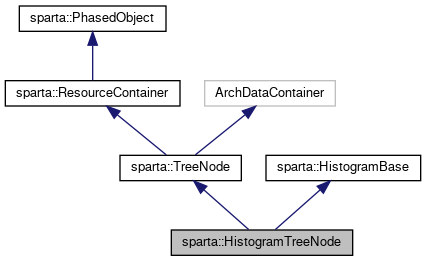 sparta::PhasedObject
sparta::ResourceContainer
ArchDataContainer
sparta::TreeNode
sparta::HistogramBase
sparta::HistogramTreeNode